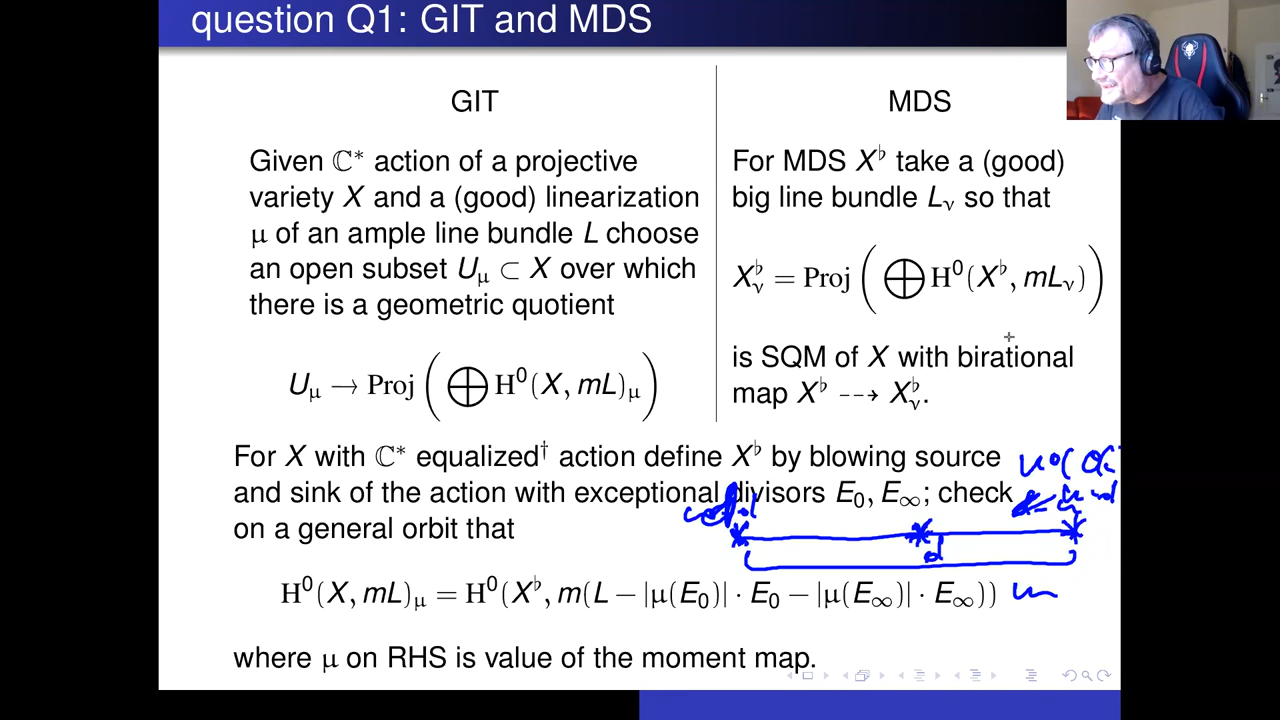 question Q1: GIT and MDS
GIT
Given ℂ* action of a projective
variety X and a (good) linearization
μ of an ample line bundle L choose
an open subset U_μ ⊂ X over which
there is a geometric quotient
U_μ → Proj ( ⊕ H⁰(X, mL)_μ )
MDS
For MDS X^♭ take a (good)
big line bundle L_ν so that
X^♭_ν = Proj ( ⊕ H⁰(X^♭, mL_ν) )
is SQM of X with birational
map X^♭ ⇢ X^♭_ν.
For X with ℂ* equalized† action define X^♭ by blowing source
and sink of the action with exceptional divisors E₀, E_∞; check
on a general orbit that
d
H⁰(X, mL)_μ = H⁰(X^♭, m(L − |μ(E₀)| · E₀ − |μ(E_∞)| · E_∞))
where μ on RHS is value of the moment map.